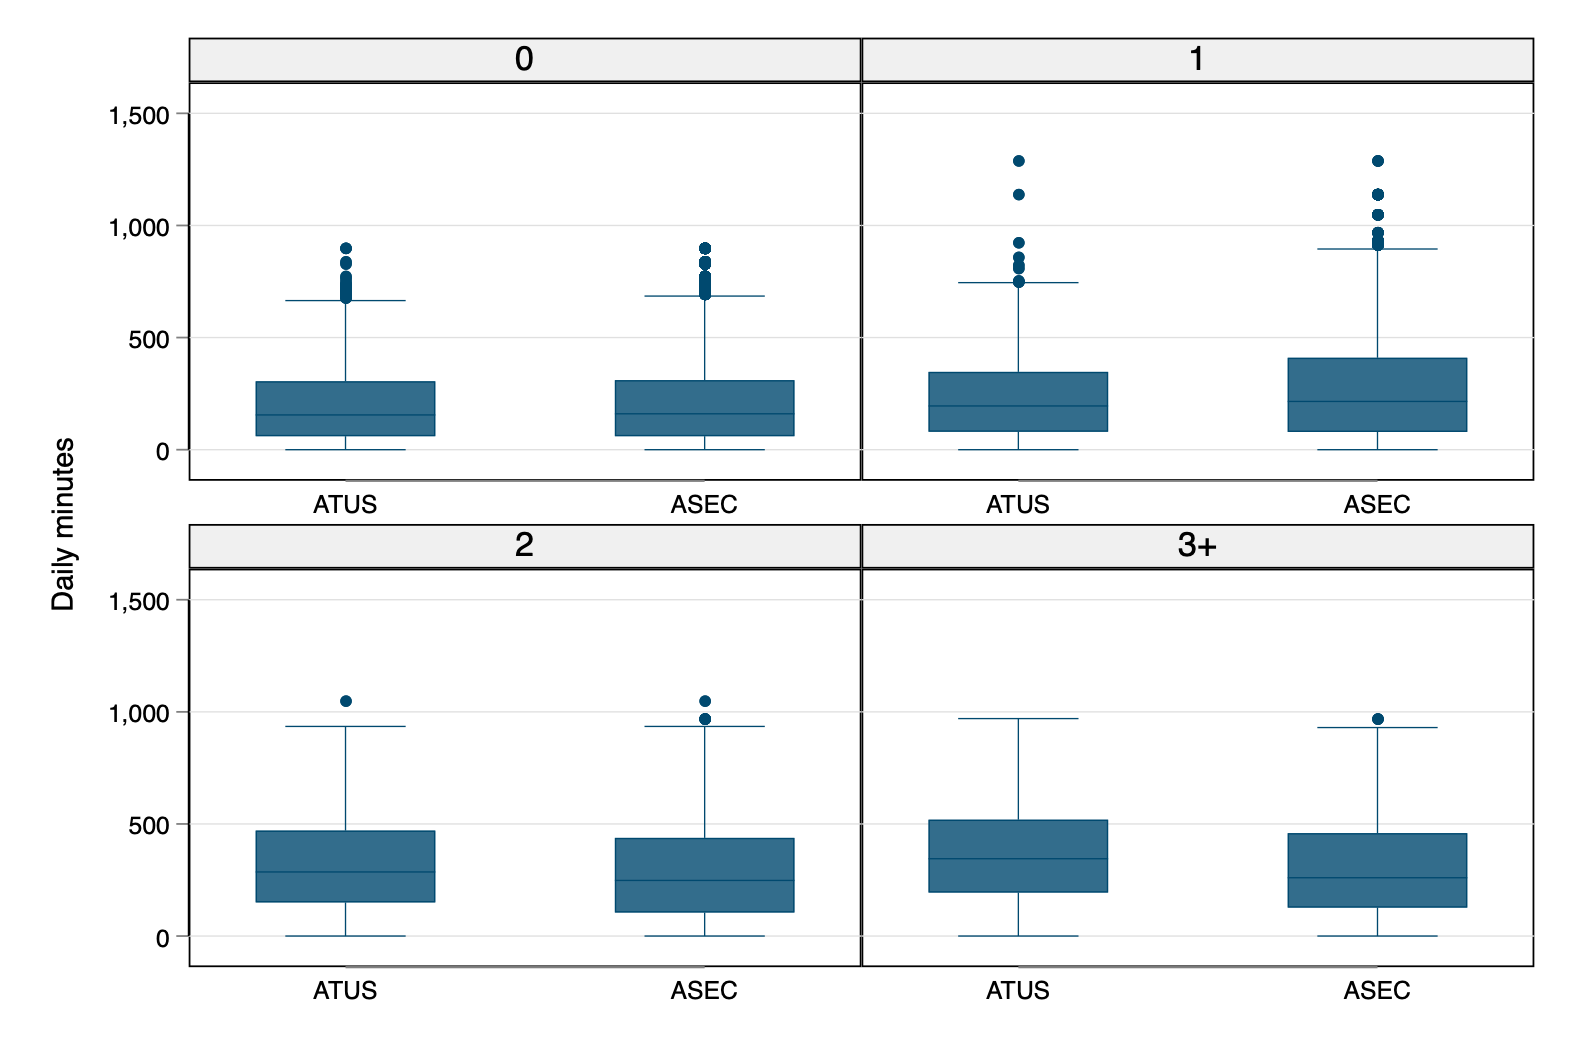 0
1
1,500
1,000
500
0
ATUS
ASEC
ATUS
ASEC
Daily minutes
2
3+
1,500
1,000
500
0
ATUS
ASEC
ATUS
ASEC